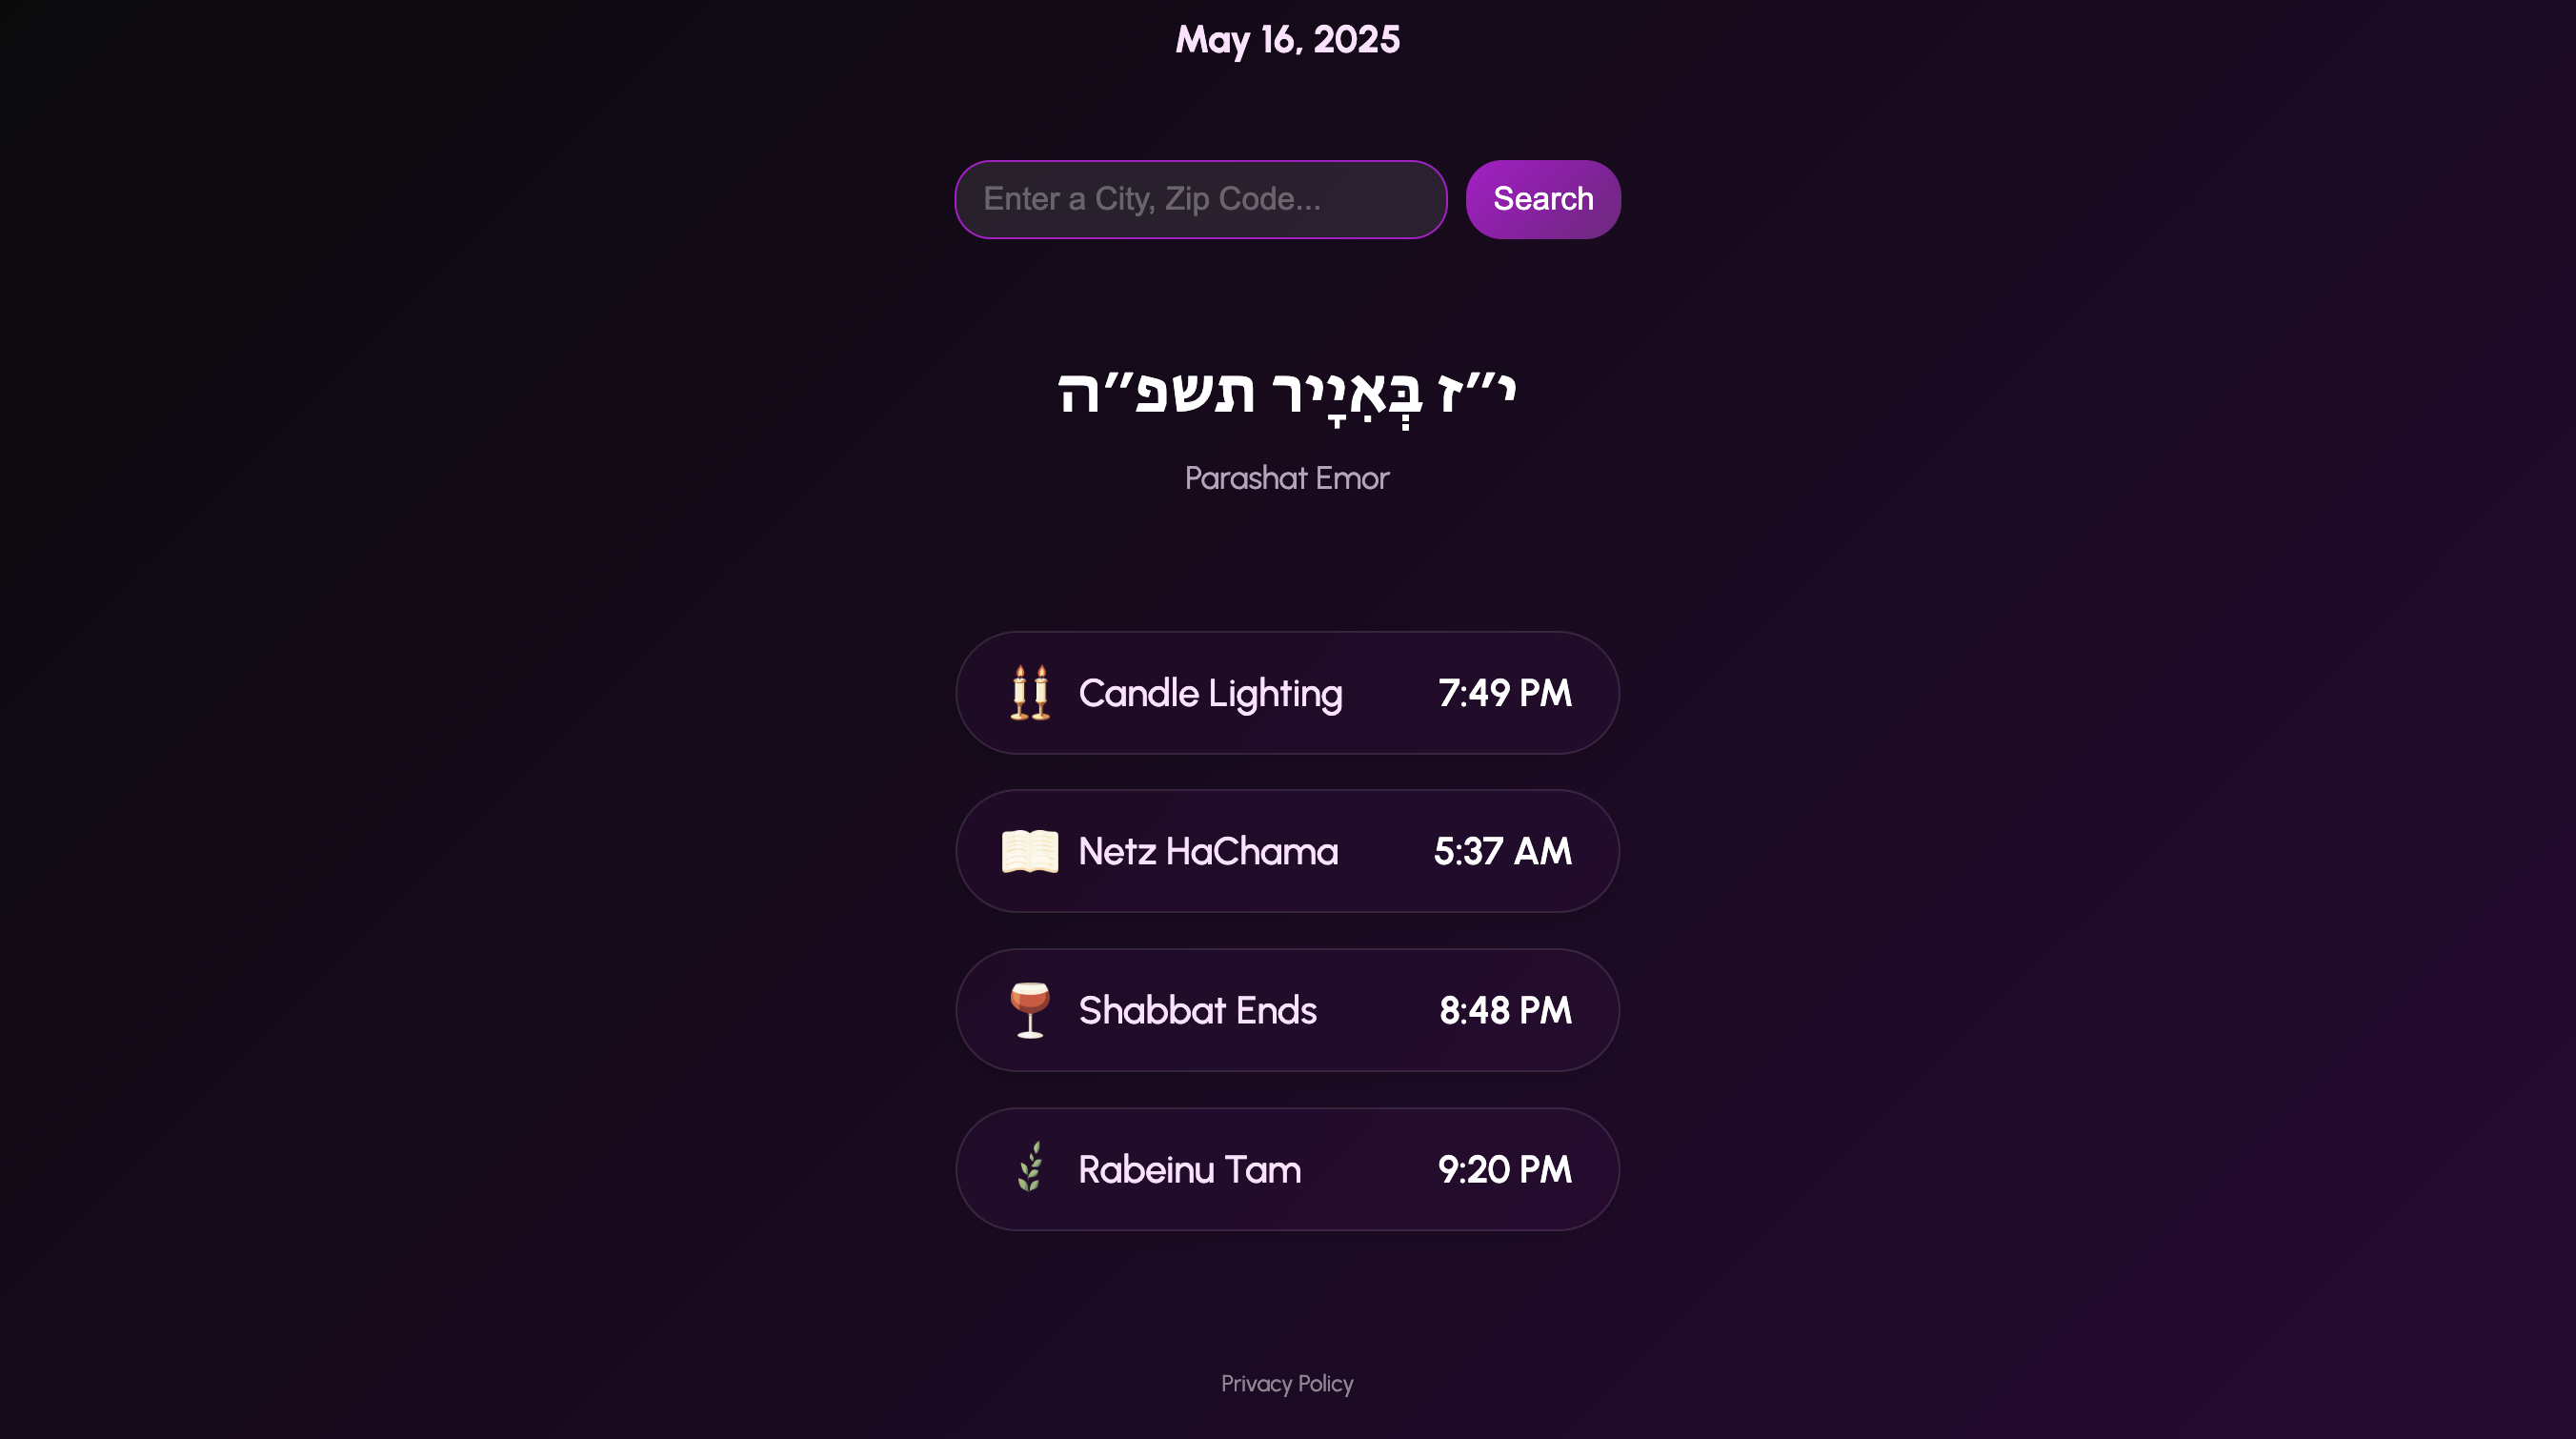 May 16, 2025
Enter a City, Zip Code...
Search
י״ז בְּאִיָיר תשפ״ה
Parashat Emor
Candle Lighting 7:49 PM
Netz HaChama 5:37 AM
Shabbat Ends 8:48 PM
Rabeinu Tam 9:20 PM
Privacy Policy